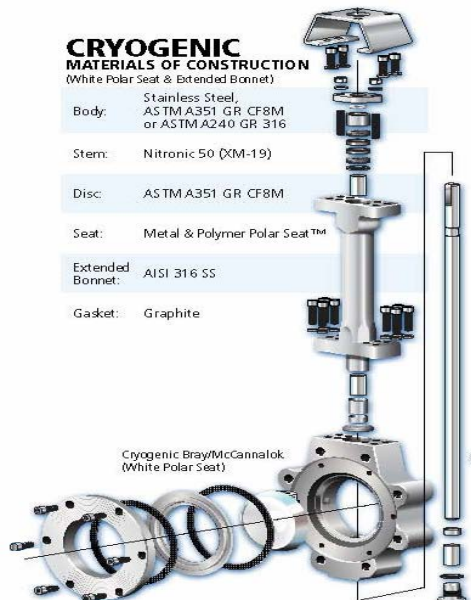 CRYOGENIC
MATERIALS OF CONSTRUCTION
(White Polar Seat & Extended Bonnet)
Body: Stainless Steel,
ASTM A351 GR CF8M
or ASTM A240 GR 316
Stem: Nitronic 50 (XM-19)
Disc: ASTM A351 GR CF8M
Seat: Metal & Polymer Polar Seat™
Extended
Bonnet: AISI 316 SS
Gasket: Graphite
Cryogenic Bray/McCannalok
(White Polar Seat)